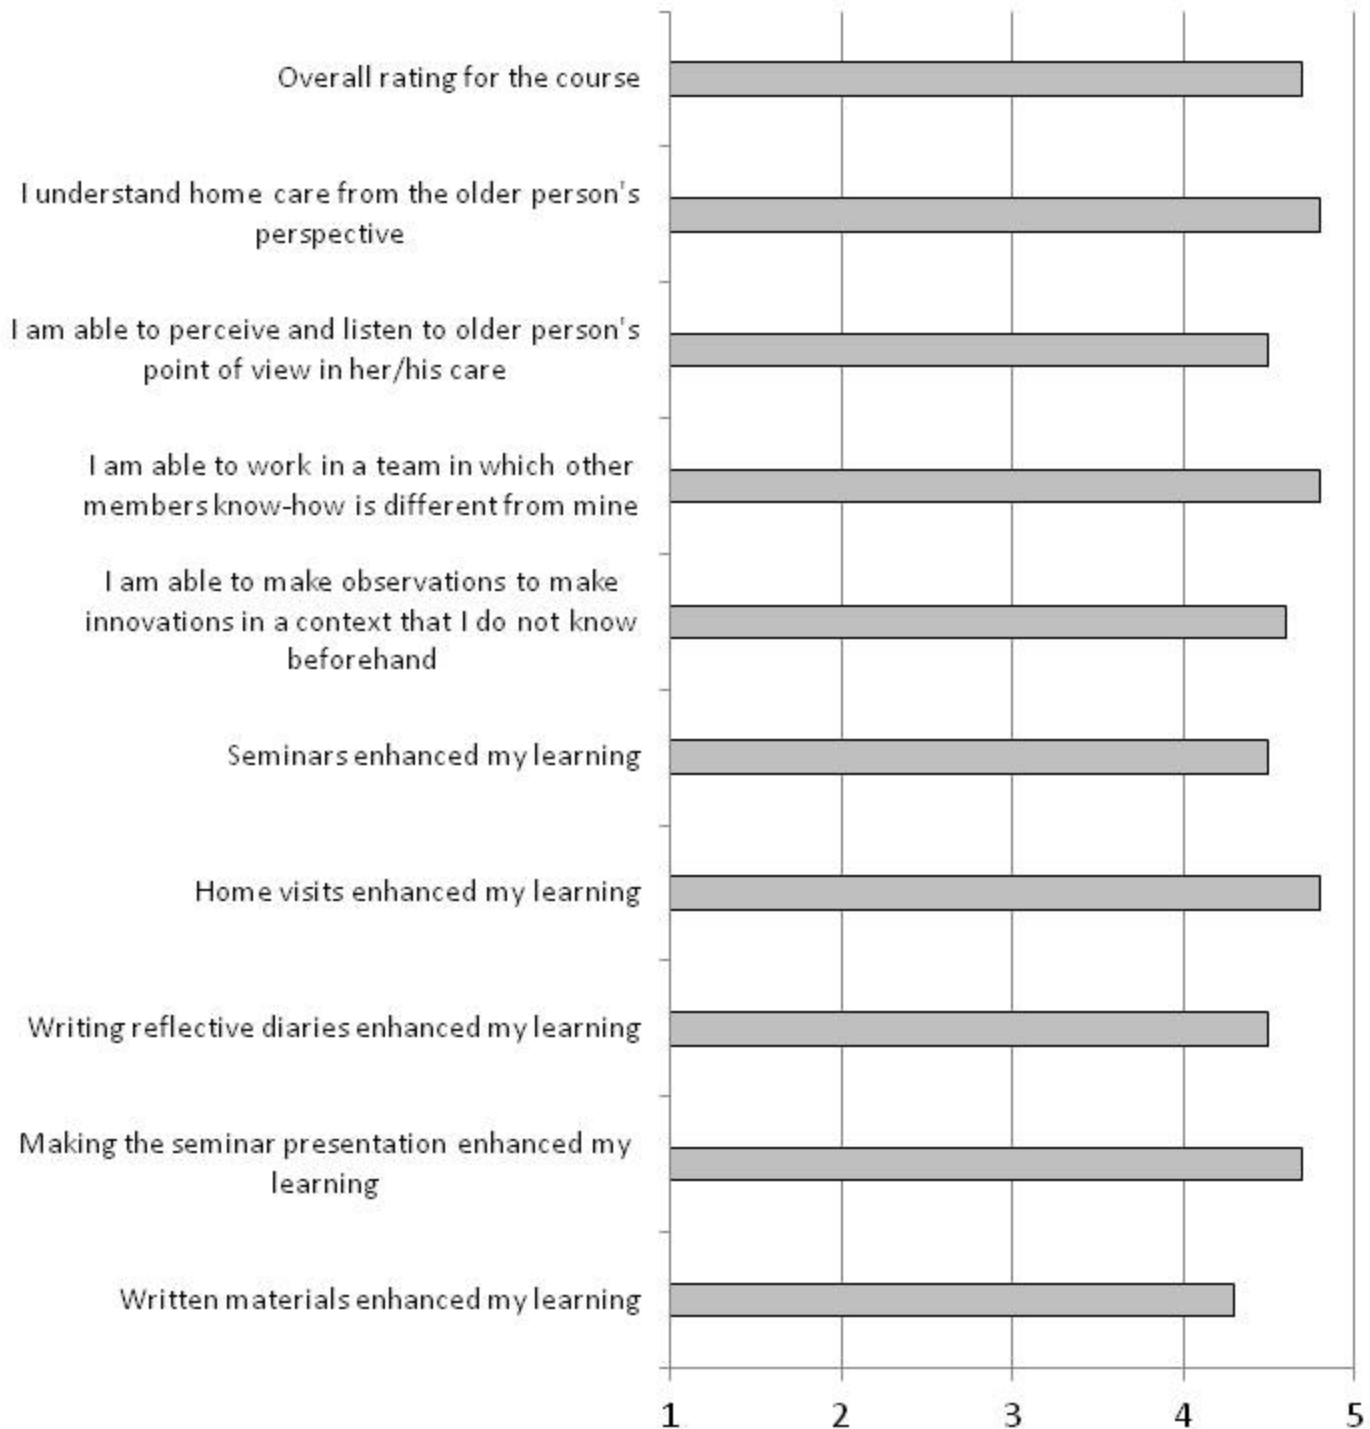 Overall rating for the course
I understand home care from the older person's
perspective
I am able to perceive and listen to older person's
point of view in her/his care
I am able to work in a team in which other
members know-how is different from mine
I am able to make observations to make
innovations in a context that I do not know
beforehand
Seminars enhanced my learning
Home visits enhanced my learning
Writing reflective diaries enhanced my learning
Making the seminar presentation enhanced my
learning
Written materials enhanced my learning
1 2 3 4 5